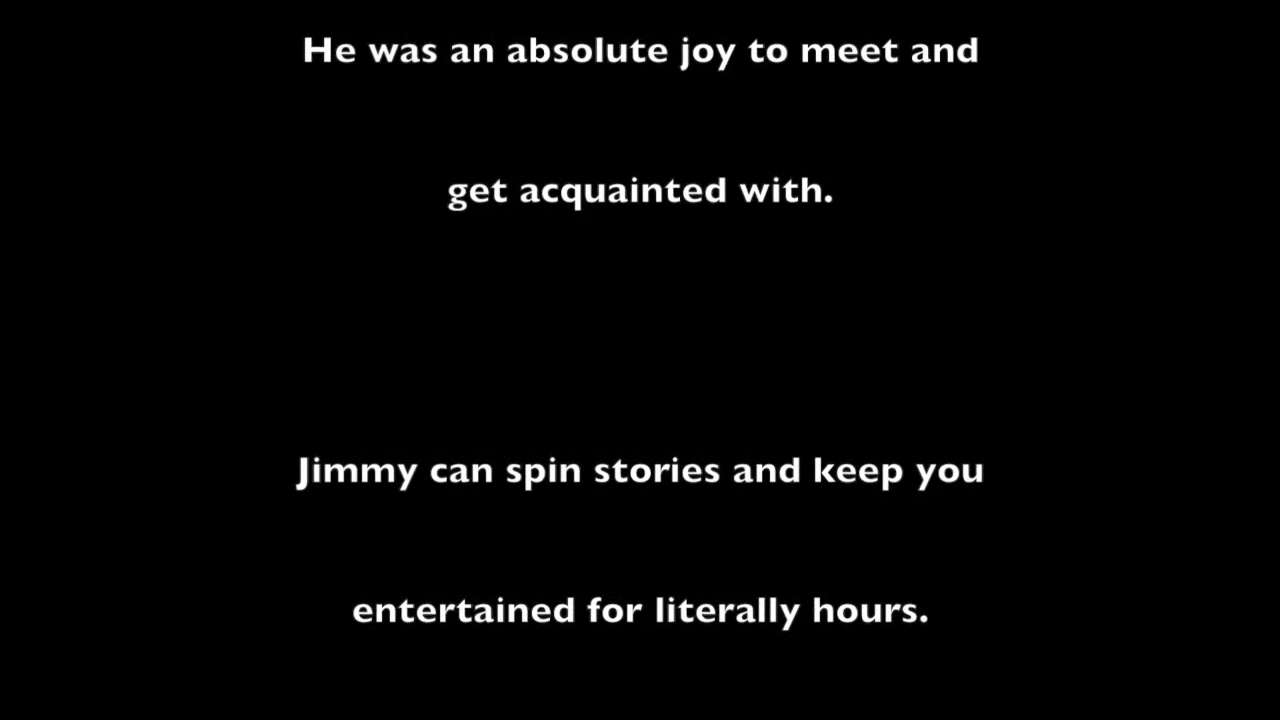 He was an absolute joy to meet and
get acquainted with.
Jimmy can spin stories and keep you
entertained for literally hours.